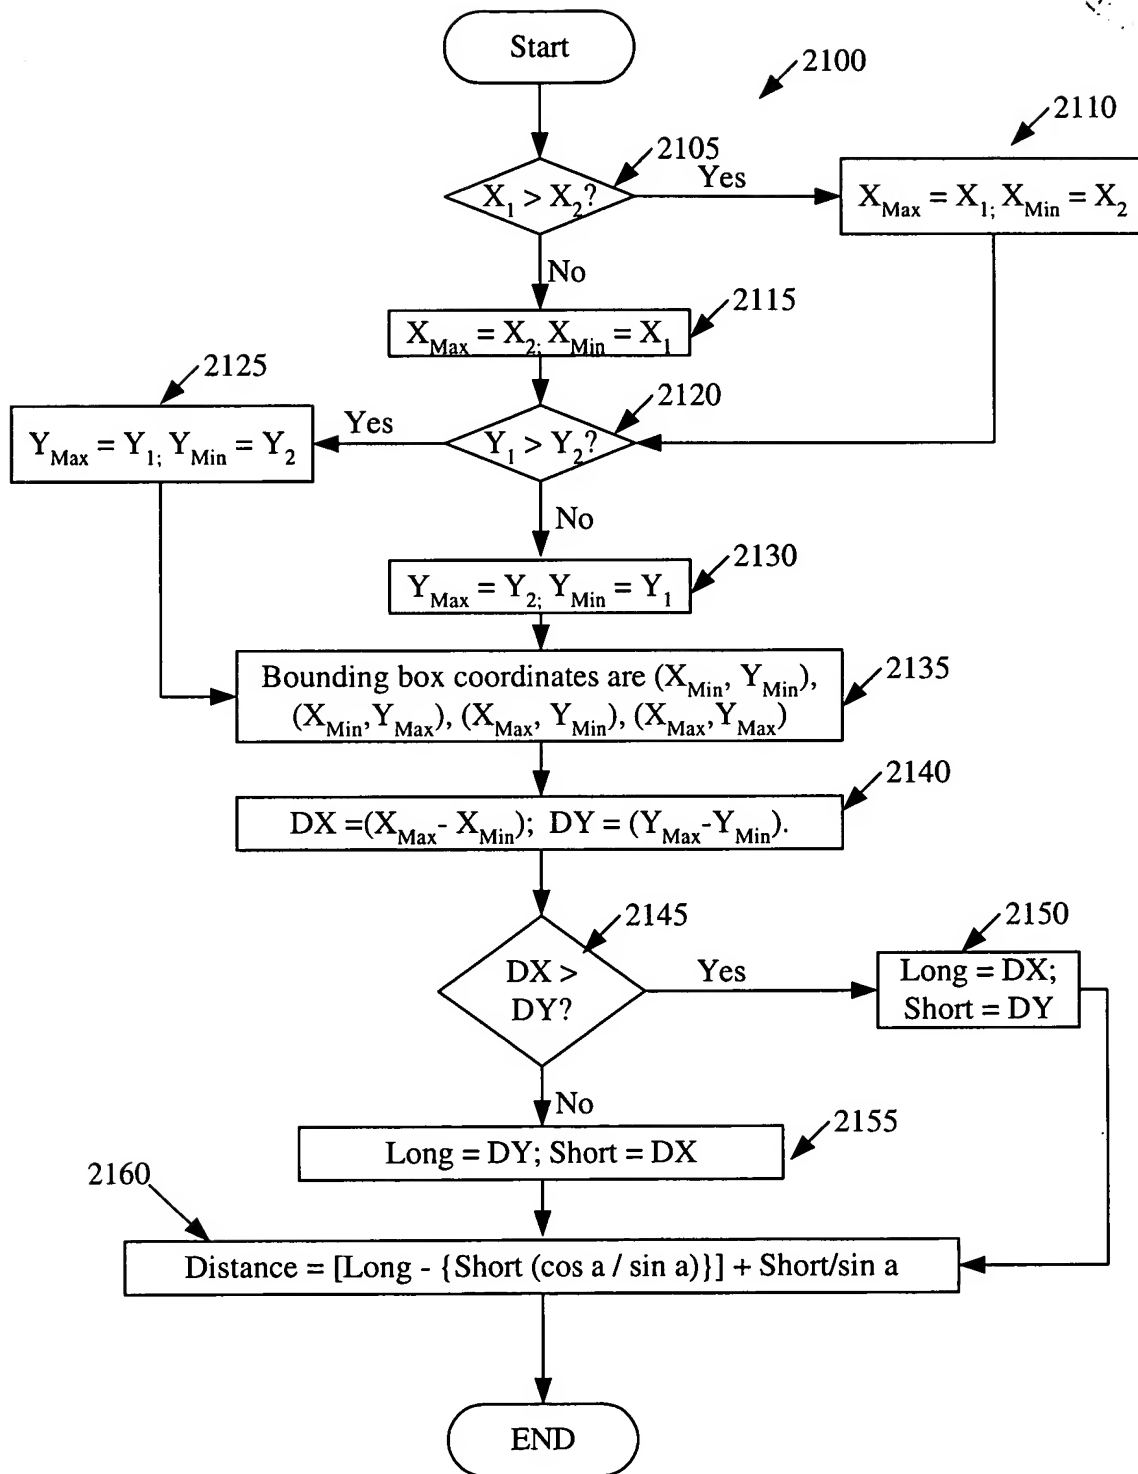 Start
2100
2110
2105
X1 > X2?
Yes
XMax = X1; XMin = X2
No
2115
XMax = X2; XMin = X1
2125
2120
Y1 > Y2?
Yes
YMax = Y1; YMin = Y2
No
2130
YMax = Y2; YMin = Y1
2135
Bounding box coordinates are (XMin, YMin),
(XMin,YMax), (XMax, YMin), (XMax,YMax)
2140
DX =(XMax- XMin); DY = (YMax-YMin).
2145
2150
DX >
DY?
Yes
Long = DX;
Short = DY
No
2155
Long = DY; Short = DX
2160
Distance = [Long - {Short (cos a / sin a)}] + Short/sin a
END